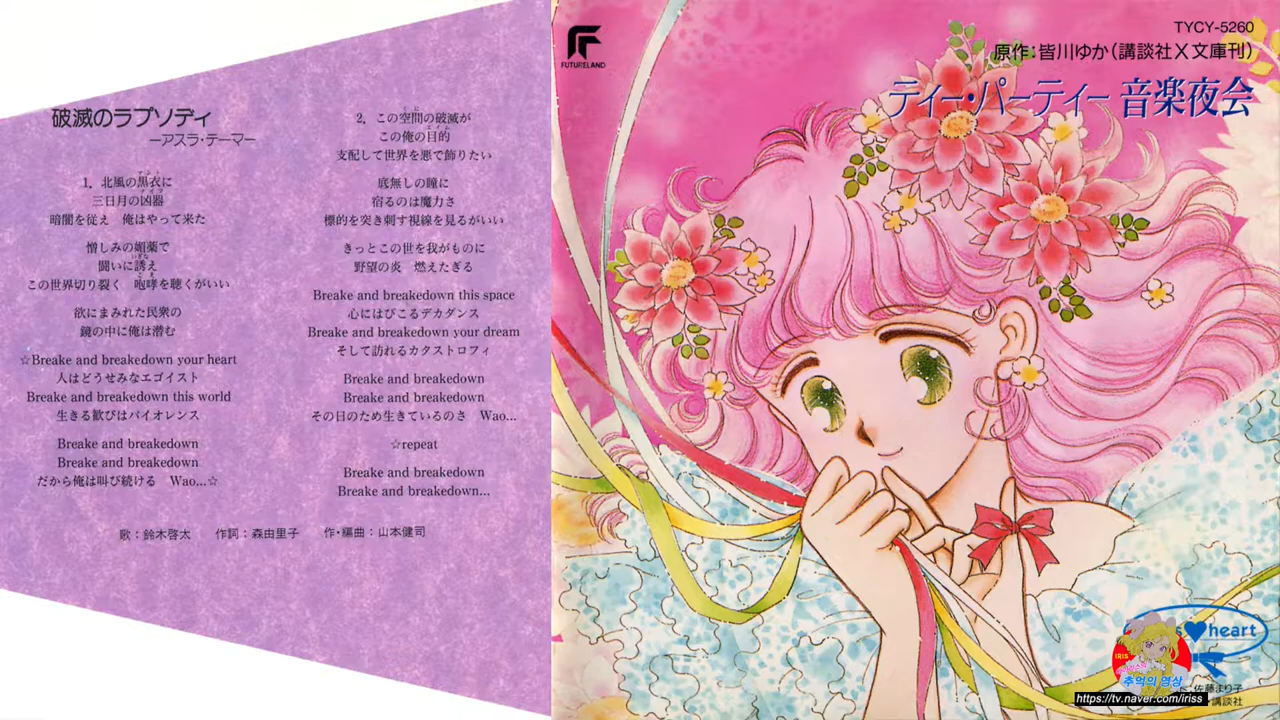 破滅のラプソディ
―アスラ・テーマ―
1. 北風の黒衣に
三日月の凶器
暗闇を従え 俺はやって来た
憎しみの媚薬で
闘いに誘え
この世界切り裂く 咆哮を聴くがいい
欲にまみれた民衆の
鏡の中に俺は潜む
☆Breake and breakedown your heart
人はどうせみなエゴイスト
Breake and breakedown this world
生きる歓びはバイオレンス
Breake and breakedown
Breake and breakedown
だから俺は叫び続ける Wao...☆
2. この空間の破滅が
この俺の目的
支配して世界を悪で飾りたい
底無しの瞳に
宿るのは魔力さ
標的を突き刺す視線を見るがいい
きっとこの世を我がものに
野望の炎 燃えたぎる
Breake and breakedown this space
心にはびこるデカダンス
Breake and breakedown your dream
そして訪れるカタストロフィ
Breake and breakedown
Breake and breakedown
その日のため生きているのさ Wao...
☆repeat
Breake and breakedown
Breake and breakedown...
歌：鈴木啓太 作詞：森由里子 作・編曲：山本健司
FUTURELAND
TYCY-5260
原作：皆川ゆか（講談社X文庫刊）
ティー・パーティー 音楽夜会
heart
IRIS
추억의 영상
佐藤まり子
講談社
https://tv.naver.com/iriss